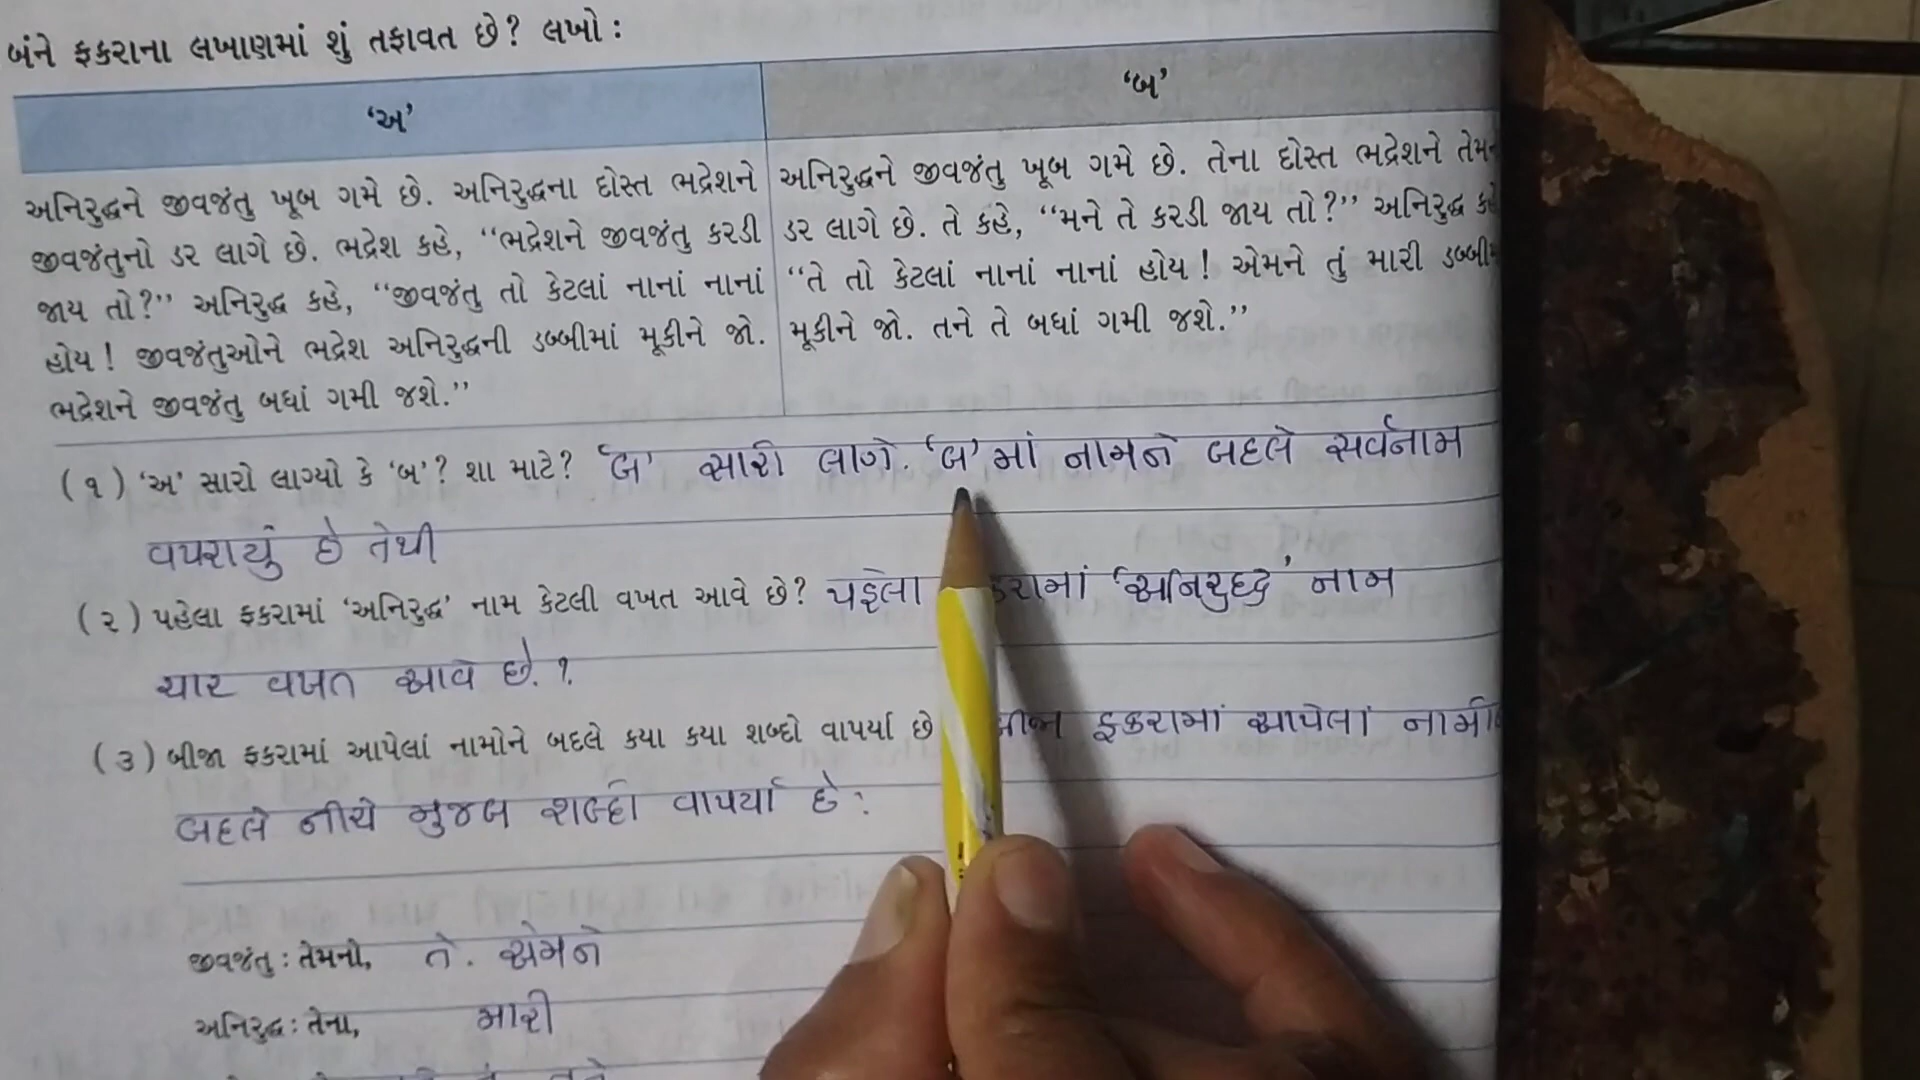 બંને ફકરાના લખાણમાં શું તફાવત છે? લખો :
'અ'
અનિરુદ્ધને જીવજંતુ ખૂબ ગમે છે. અનિરુદ્ધના દોસ્ત ભદ્રેશને
જીવજંતુનો ડર લાગે છે. ભદ્રેશ કહે, “ભદ્રેશને જીવજંતુ કરડી
જાય તો?” અનિરુદ્ધ કહે, “જીવજંતુ તો કેટલાં નાનાં નાનાં
હોય ! જીવજંતુઓને ભદ્રેશ અનિરુદ્ધની ડબ્બીમાં મૂકીને જો.
ભદ્રેશને જીવજંતુ બધાં ગમી જશે.”
'બ'
અનિરુદ્ધને જીવજંતુ ખૂબ ગમે છે. તેના દોસ્ત ભદ્રેશને
ડર લાગે છે. તે કહે, “મને તે કરડી જાય તો?” અનિરુદ્ધ
“તે તો કેટલાં નાનાં નાનાં હોય ! એમને તું મારી
મૂકીને જો. તને તે બધાં ગમી જશે.”
(૧) 'અ' સારો લાગ્યો કે 'બ'? શા માટે? 'બ' સારો લાગે. 'બ'માં નામને બદલે સર્વનામ
વપરાયું છે તેથી
(૨) પહેલા ફકરામાં 'અનિરુદ્ધ' નામ કેટલી વખત આવે છે? પહેલા 'અનિરુદ્ધ' નામ
ચાર વખત આવે છે.
(૩) બીજા ફકરામાં આપેલાં નામોને બદલે કયા કયા શબ્દો વાપર્યા છે ફકરામાં આપેલાં
બદલે નીચે મુજબ શબ્દો વાપર્યા છે :
જીવજંતુ : તેમનો, તે. એમને
અનિરુદ્ધ : તેના, મારી